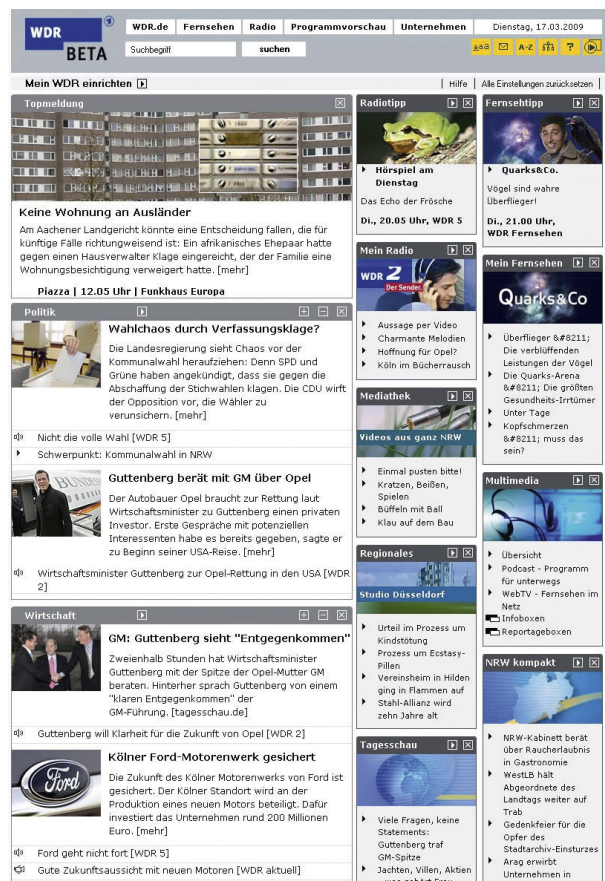 WDR
BETA
WDR.de Fernsehen Radio Programmvorschau Unternehmen Dienstag, 17.03.2009
Suchbegriff suchen aaa A-Z ?
Mein WDR einrichten | Hilfe | Alle Einstellungen zurücksetzen |
Topmeldung
Keine Wohnung an Ausländer
Am Aachener Landgericht könnte eine Entscheidung fallen, die für
künftige Fälle richtungweisend ist: Ein afrikanisches Ehepaar hatte
gegen einen Hausverwalter Klage eingereicht, der der Familie eine
Wohnungsbesichtigung verweigert hatte. [mehr]
Piazza | 12.05 Uhr | Funkhaus Europa
Politik
Wahlchaos durch Verfassungsklage?
Die Landesregierung sieht Chaos vor der
Kommunalwahl heraufziehen: Denn SPD und
Grüne haben angekündigt, dass sie gegen die
Abschaffung der Stichwahlen klagen. Die CDU wirft
der Opposition vor, die Wähler zu
verunsichern. [mehr]
Nicht die volle Wahl [WDR 5]
Schwerpunkt: Kommunalwahl in NRW
Guttenberg berät mit GM über Opel
Der Autobauer Opel braucht zur Rettung laut
Wirtschaftsminister zu Guttenberg einen privaten
Investor. Erste Gespräche mit potenziellen
Interessenten habe es bereits gegeben, sagte er
zu Beginn seiner USA-Reise. [mehr]
Wirtschaftsminister Guttenberg zur Opel-Rettung in den USA [WDR
2]
Wirtschaft
GM: Guttenberg sieht "Entgegenkommen"
Zweienhalb Stunden hat Wirtschaftsminister
Guttenberg mit der Spitze der Opel-Mutter GM
beraten. Hinterher sprach Guttenberg von einem
"klaren Entgegenkommen" der
GM-Führung. [tagesschau.de]
Guttenberg will Klarheit für die Zukunft von Opel [WDR 2]
Ford
Kölner Ford-Motorenwerk gesichert
Die Zukunft des Kölner Motorenwerks von Ford ist
gesichert. Der Kölner Standort wird an der
Produktion eines neuen Motors beteiligt. Dafür
investiert das Unternehmen rund 200 Millionen
Euro. [mehr]
Ford geht nicht fort [WDR 5]
Gute Zukunftsaussicht mit neuen Motoren [WDR aktuell]
Radiotipp
Hörspiel am
Dienstag
Das Echo der Frösche
Di., 20.05 Uhr, WDR 5
Mein Radio
WDR 2
Der Sender.
Aussage per Video
Charmante Melodien
Hoffnung für Opel?
Köln im Bücherrausch
Mediathek
Videos aus ganz NRW
Einmal pusten bitte!
Kratzen, Beißen,
Spielen
Büffeln mit Ball
Klau auf dem Bau
Regionales
Studio Düsseldorf
Urteil im Prozess um
Kindstötung
Prozess um Ecstasy-
Pillen
Vereinsheim in Hilden
ging in Flammen auf
Stahl-Allianz wird
zehn Jahre alt
Tagesschau
Viele Fragen, keine
Statements:
Guttenberg traf
GM-Spitze
Jachten, Villen, Aktien
Fernsehtipp
Quarks&Co.
Vögel sind wahre
Überflieger!
Di., 21.00 Uhr,
WDR Fernsehen
Mein Fernsehen
Quarks&Co
Überflieger &#8211;
Die verblüffenden
Leistungen der Vögel
Die Quarks-Arena
&#8211; Die größten
Gesundheits-Irrtümer
Unter Tage
Kopfschmerzen
&#8211; muss das
sein?
Multimedia
Übersicht
Podcast - Programm
für unterwegs
WebTV - Fernsehen im
Netz
Infoboxen
Reportageboxen
NRW kompakt
NRW-Kabinett berät
über Raucherlaubnis
in Gastronomie
WestLB hält
Abgeordnete des
Landtags weiter auf
Trab
Gedenkfeier für die
Opfer des
Stadtarchiv-Einsturzes
Arag erwirbt
Unternehmen in